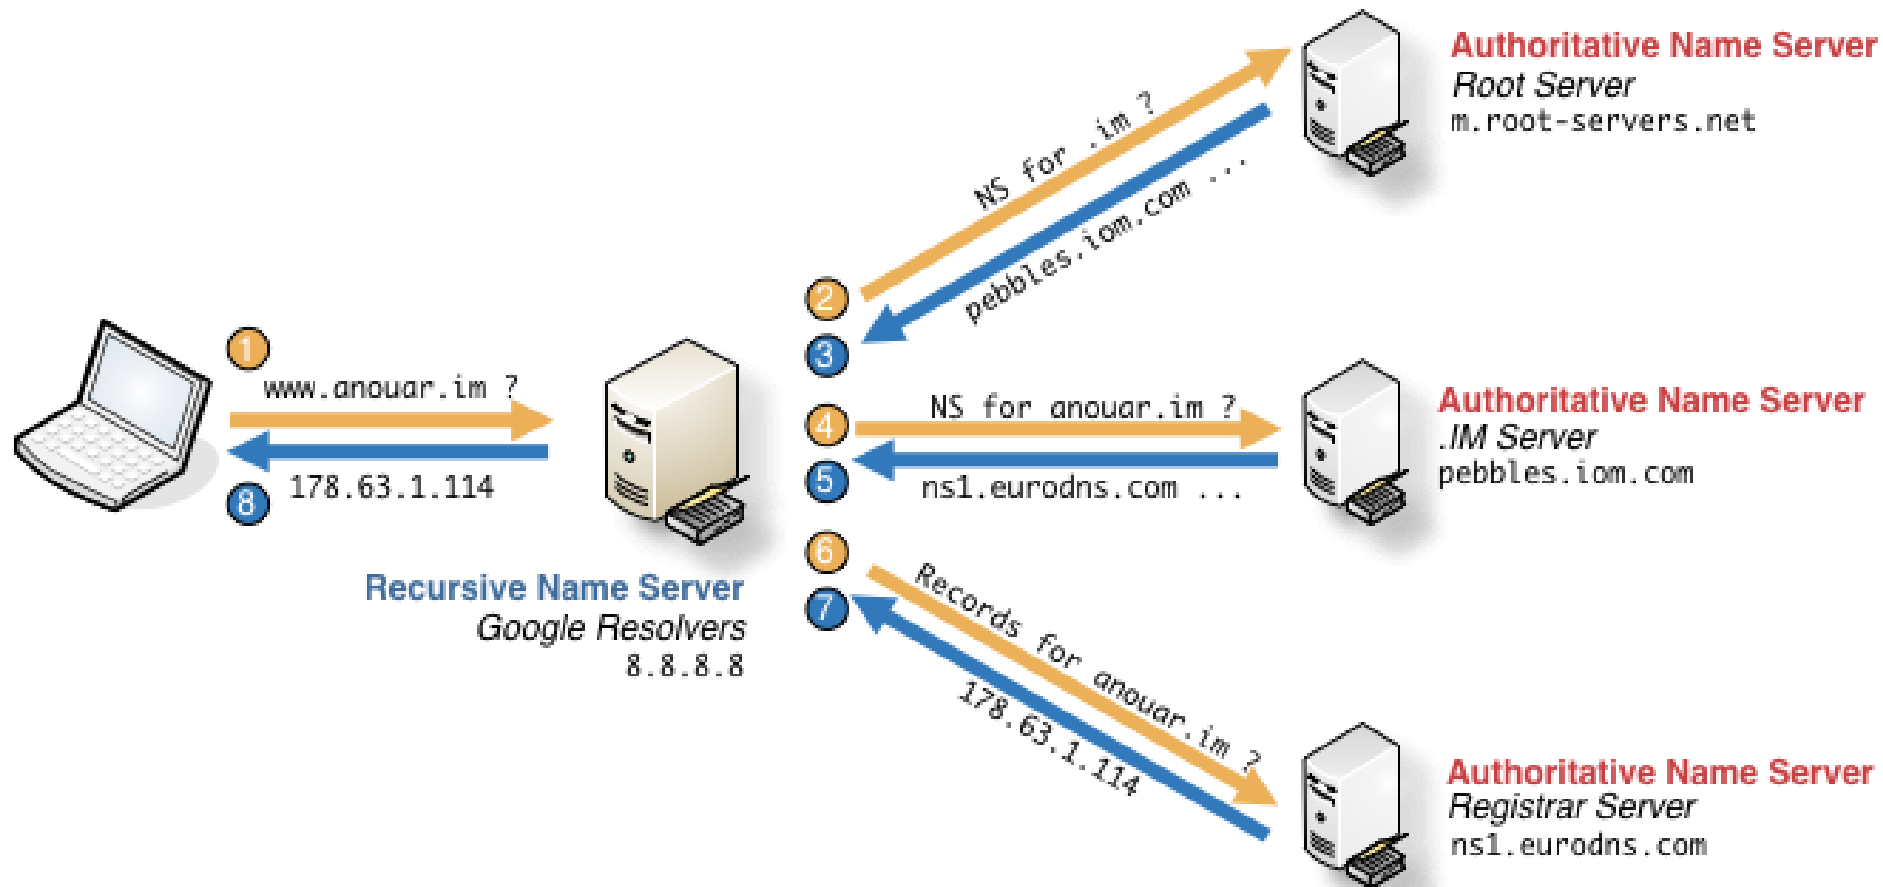 Authoritative Name Server
Root Server
m.root-servers.net
NS for .im ?
pebbles.iom.com ...
2
3
1
www.anouar.im ?
178.63.1.114
8
Recursive Name Server
Google Resolvers
8.8.8.8
4
NS for anouar.im ?
5
ns1.eurodns.com ...
Authoritative Name Server
.IM Server
pebbles.iom.com
6
7
Records for anouar.im ?
178.63.1.114
Authoritative Name Server
Registrar Server
ns1.eurodns.com